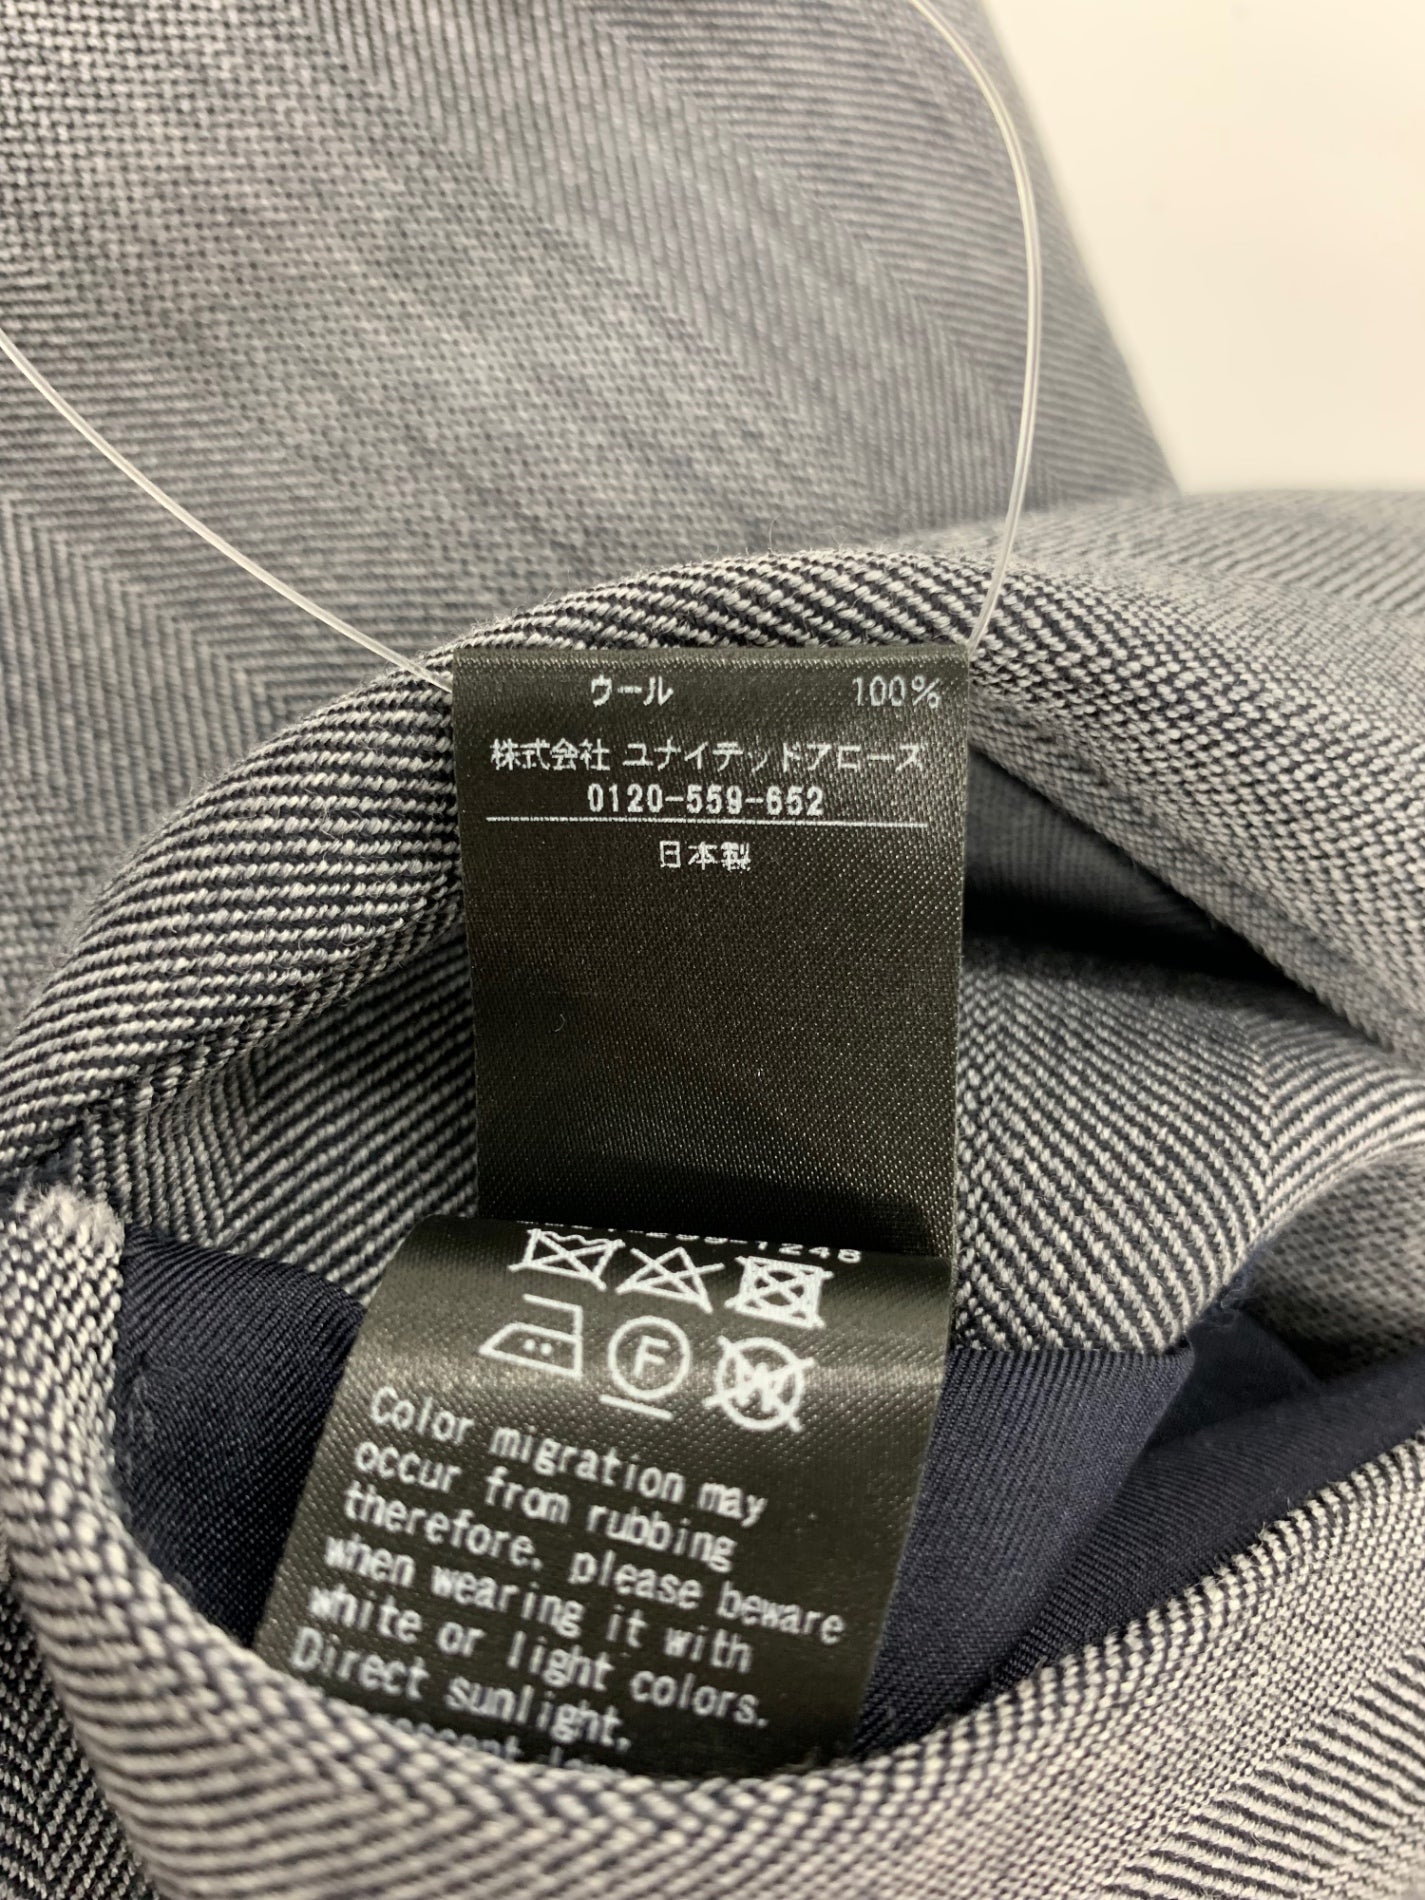 ウール 100%
株式会社 ユナイテッドアローズ
0120-559-652
日本製
F
W
Color migration may
occur from rubbing
therefore, please beware
when wearing it with
white or light colors.
Direct sunlight,